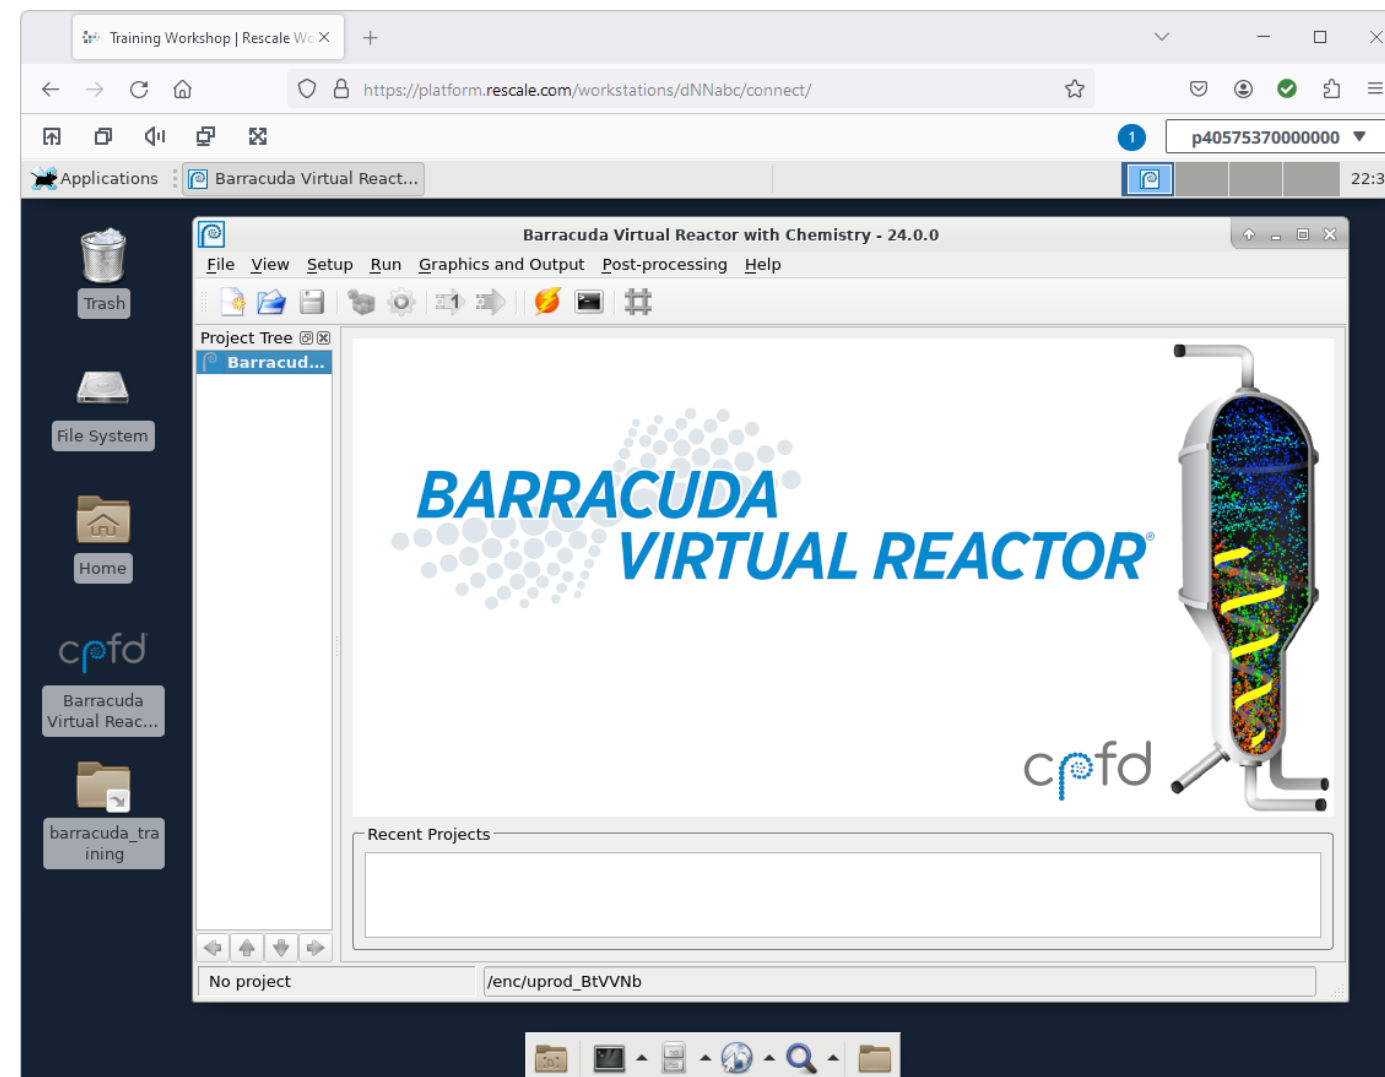 Training Workshop | Rescale Wo
https://platform.rescale.com/workstations/dNNabc/connect/
1
p40575370000000
Applications
Barracuda Virtual React...
22:3
Trash
File System
Home
cpfd
Barracuda
Virtual Reac...
barracuda_tra
ining
Barracuda Virtual Reactor with Chemistry - 24.0.0
File View Setup Run Graphics and Output Post-processing Help
1
Project Tree
Barracud...
BARRACUDA
VIRTUAL REACTOR®
cpfd
Recent Projects
No project
/enc/uprod_BtVVNb